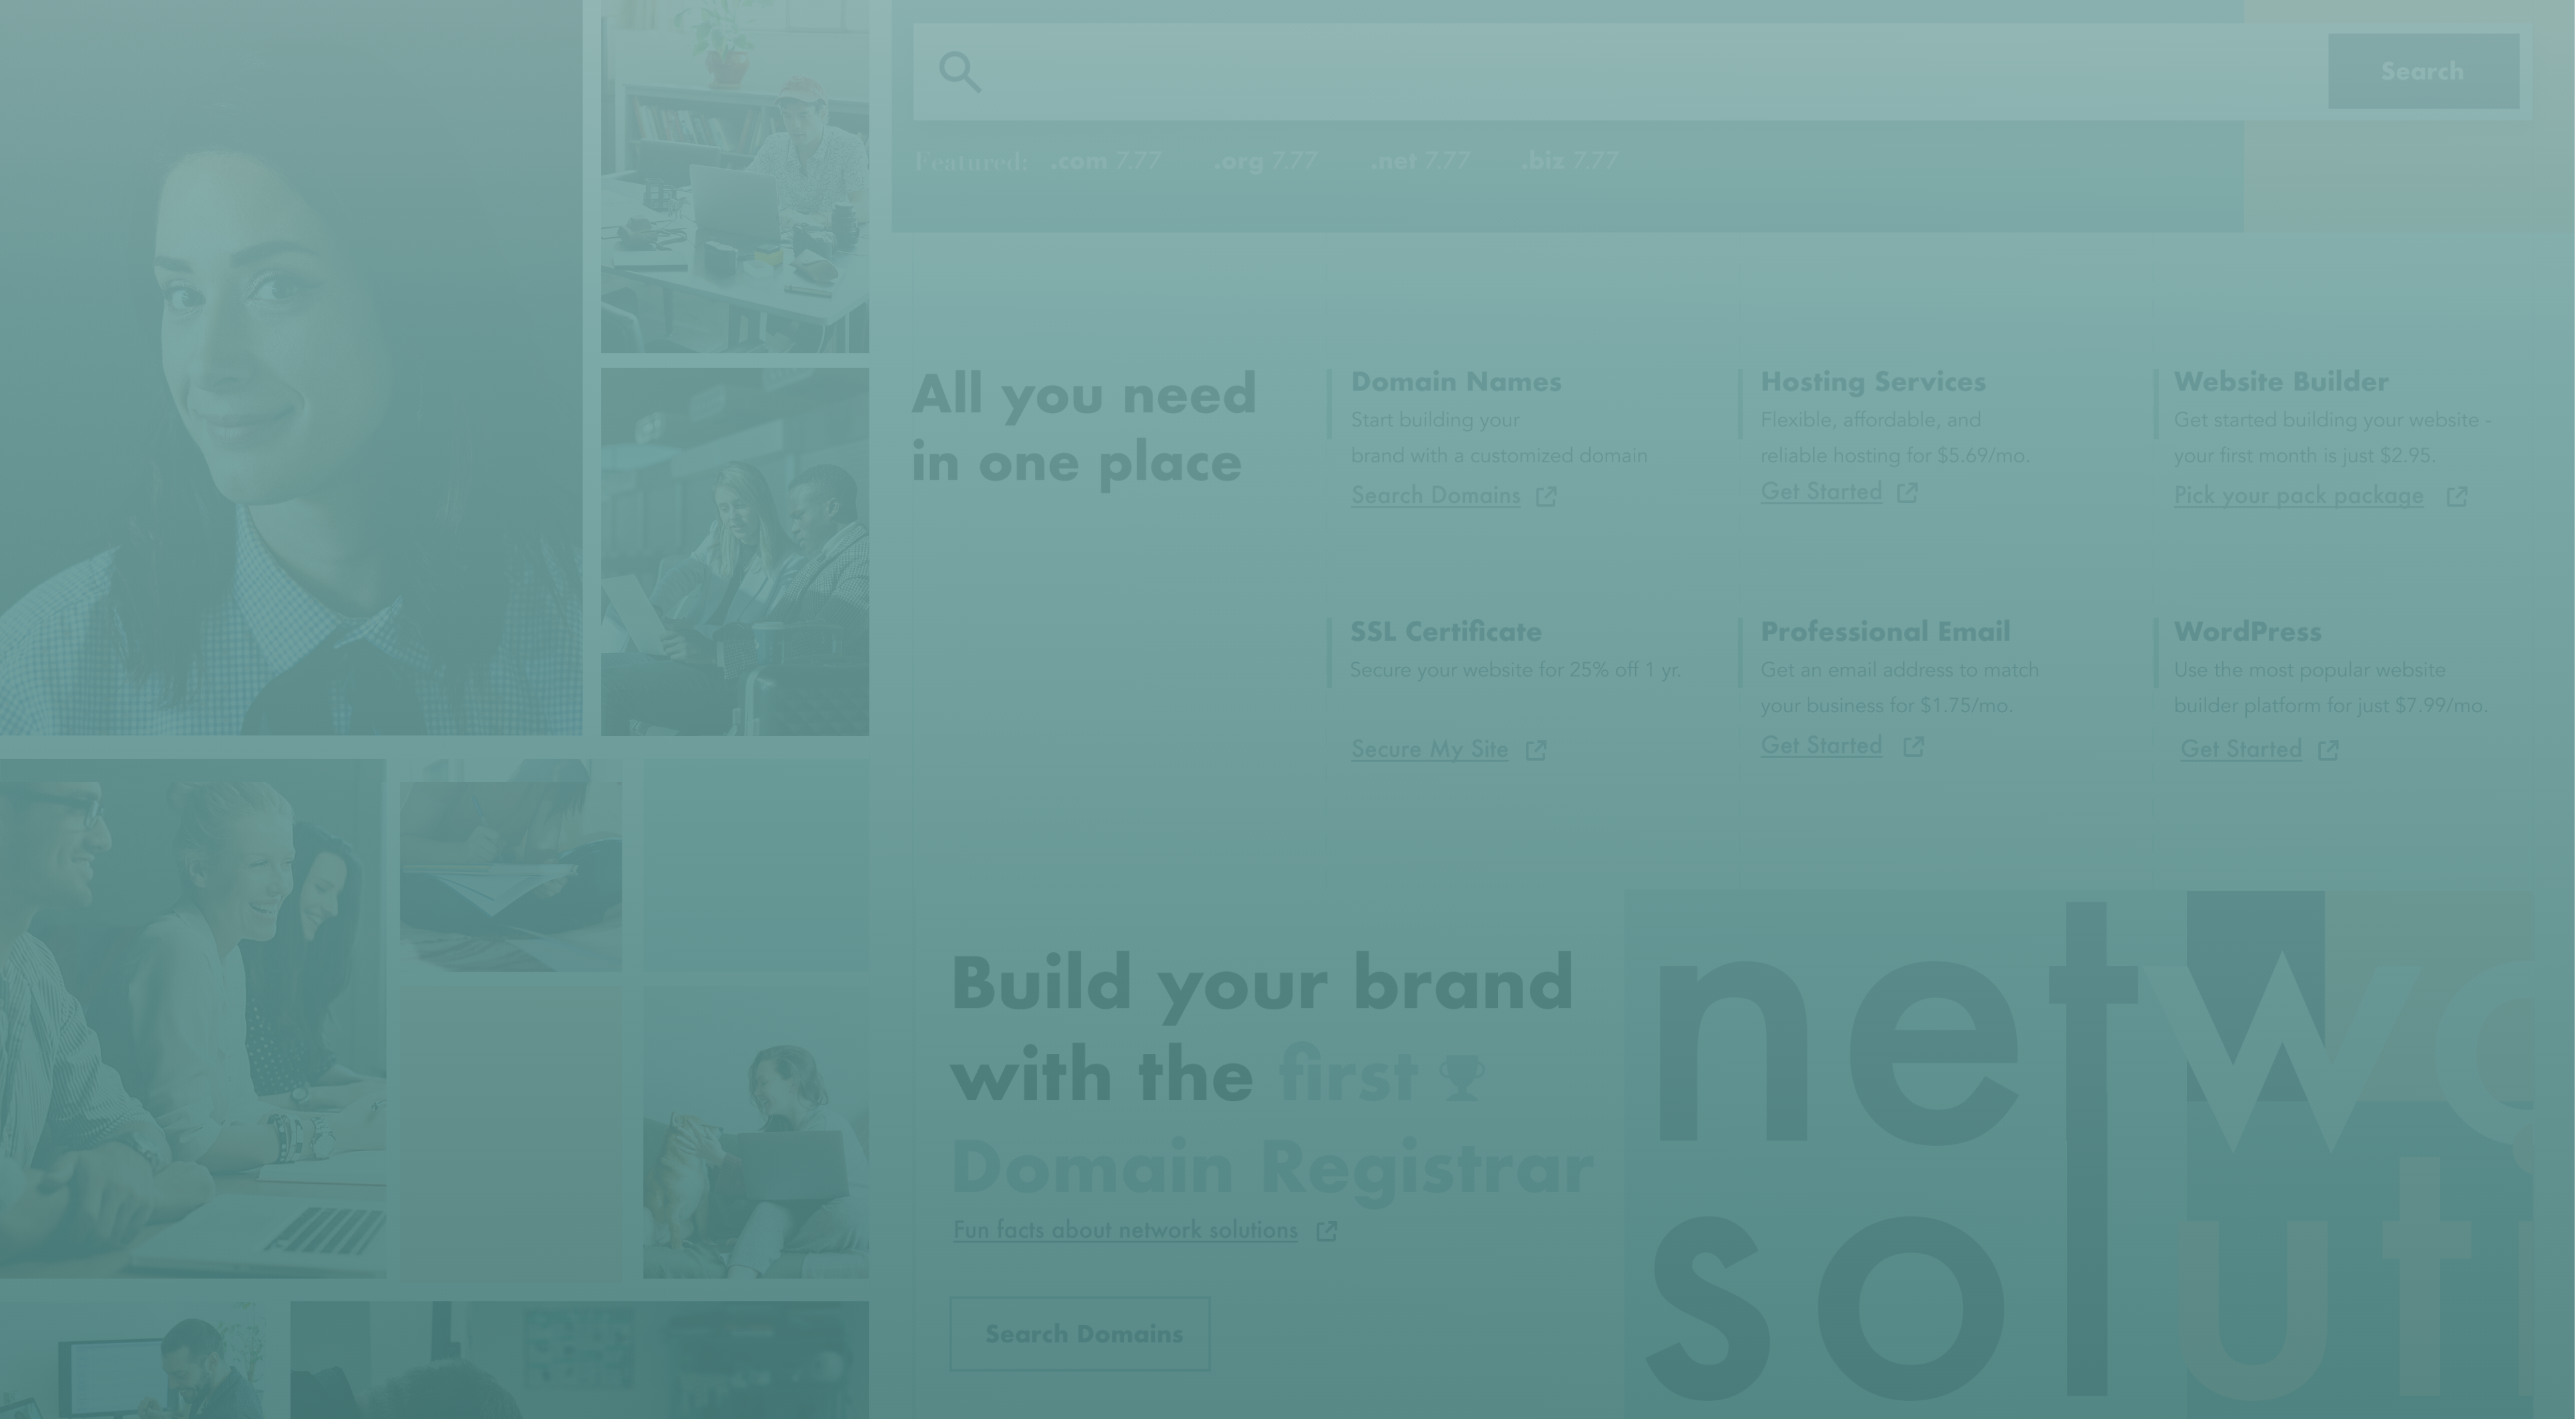 Search
Featured: .com 7.77 .org 7.77 .net 7.77 .biz 7.77
All you need
in one place
Domain Names
Start building your
brand with a customized domain
Search Domains
Hosting Services
Flexible, affordable, and
reliable hosting for $5.69/mo.
Get Started
Website Builder
Get started building your website -
your first month is just $2.95.
Pick your pack package
SSL Certificate
Secure your website for 25% off 1 yr.
Secure My Site
Professional Email
Get an email address to match
your business for $1.75/mo.
Get Started
WordPress
Use the most popular website
builder platform for just $7.99/mo.
Get Started
Build your brand
with the first
Domain Registrar
Fun facts about network solutions
Search Domains
netwo
soluti